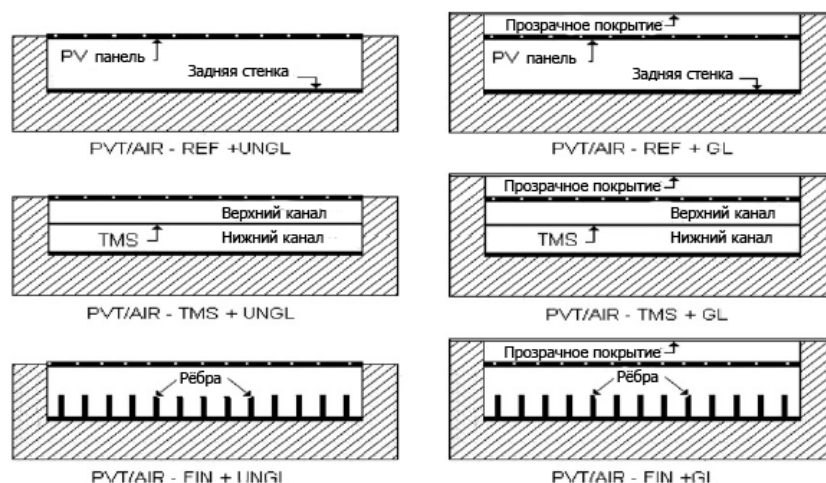 PV панель
Задняя стенка
PVT/AIR - REF +UNGL
Прозрачное покрытие
PV панель
Задняя стенка
PVT/AIR - REF + GL
Верхний канал
TMS
Нижний канал
PVT/AIR - TMS + UNGL
Прозрачное покрытие
Верхний канал
TMS
Нижний канал
PVT/AIR - TMS + GL
Рёбра
PVT/AIR - FIN + UNGL
Прозрачное покрытие
Рёбра
PVT/AIR - FIN +GL